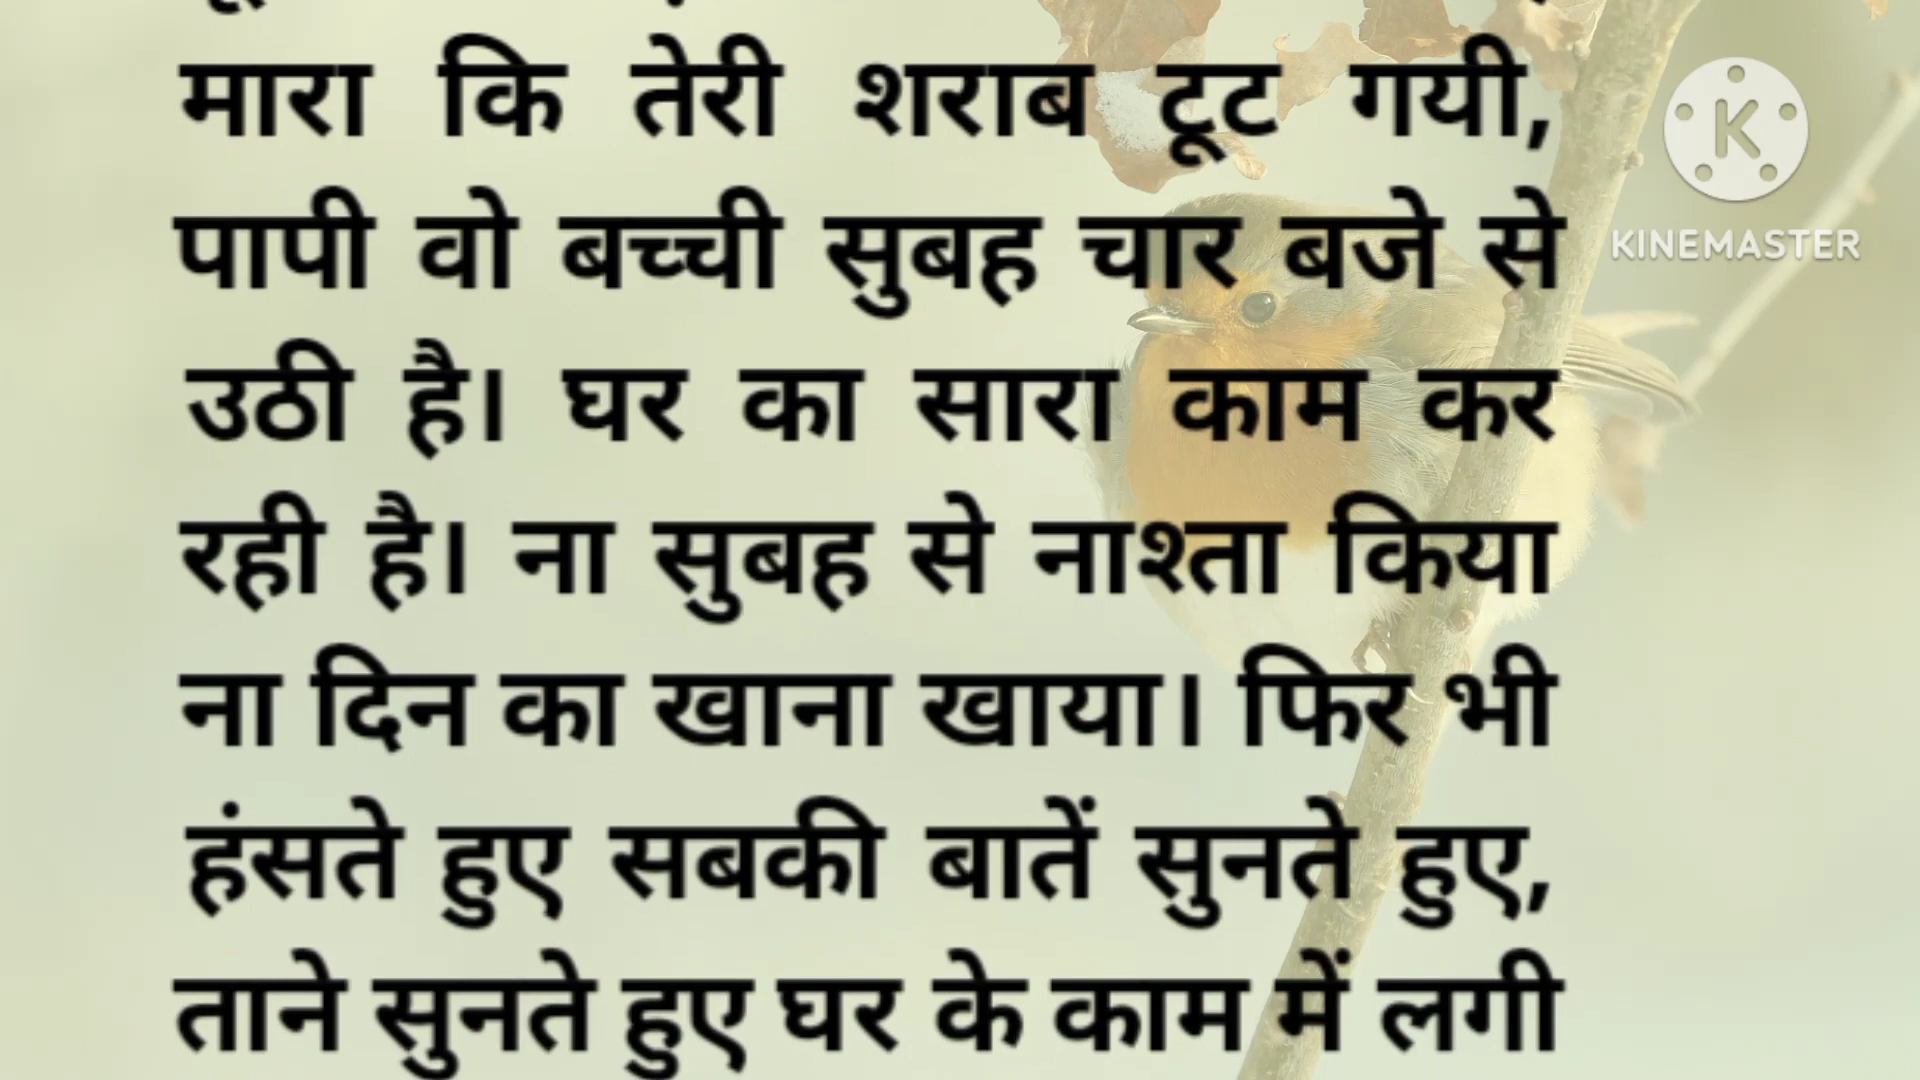 मारा कि तेरी शराब टूट गयी,
पापी वो बच्ची सुबह चार बजे से
उठी है। घर का सारा काम कर
रही है। ना सुबह से नाश्ता किया
ना दिन का खाना खाया। फिर भी
हंसते हुए सबकी बातें सुनते हुए,
ताने सुनते हुए घर के काम में लगी
K
KINEMASTER